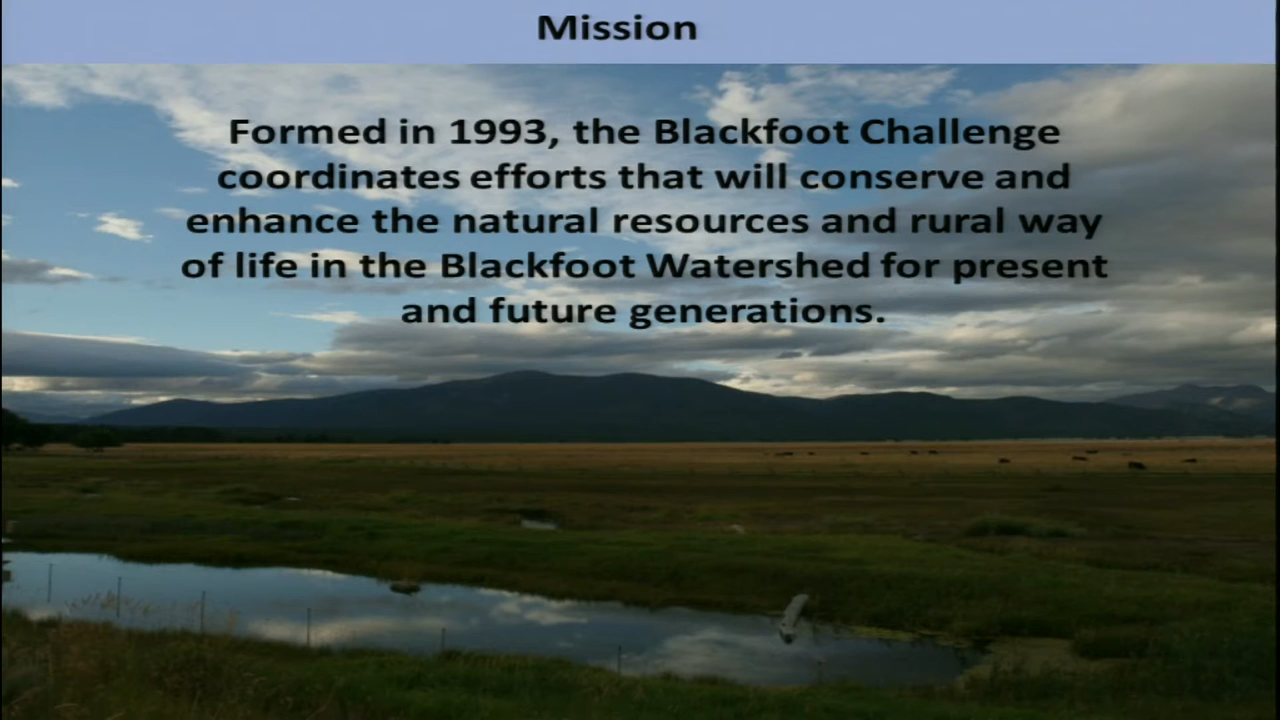 Mission
Formed in 1993, the Blackfoot Challenge
coordinates efforts that will conserve and
enhance the natural resources and rural way
of life in the Blackfoot Watershed for present
and future generations.